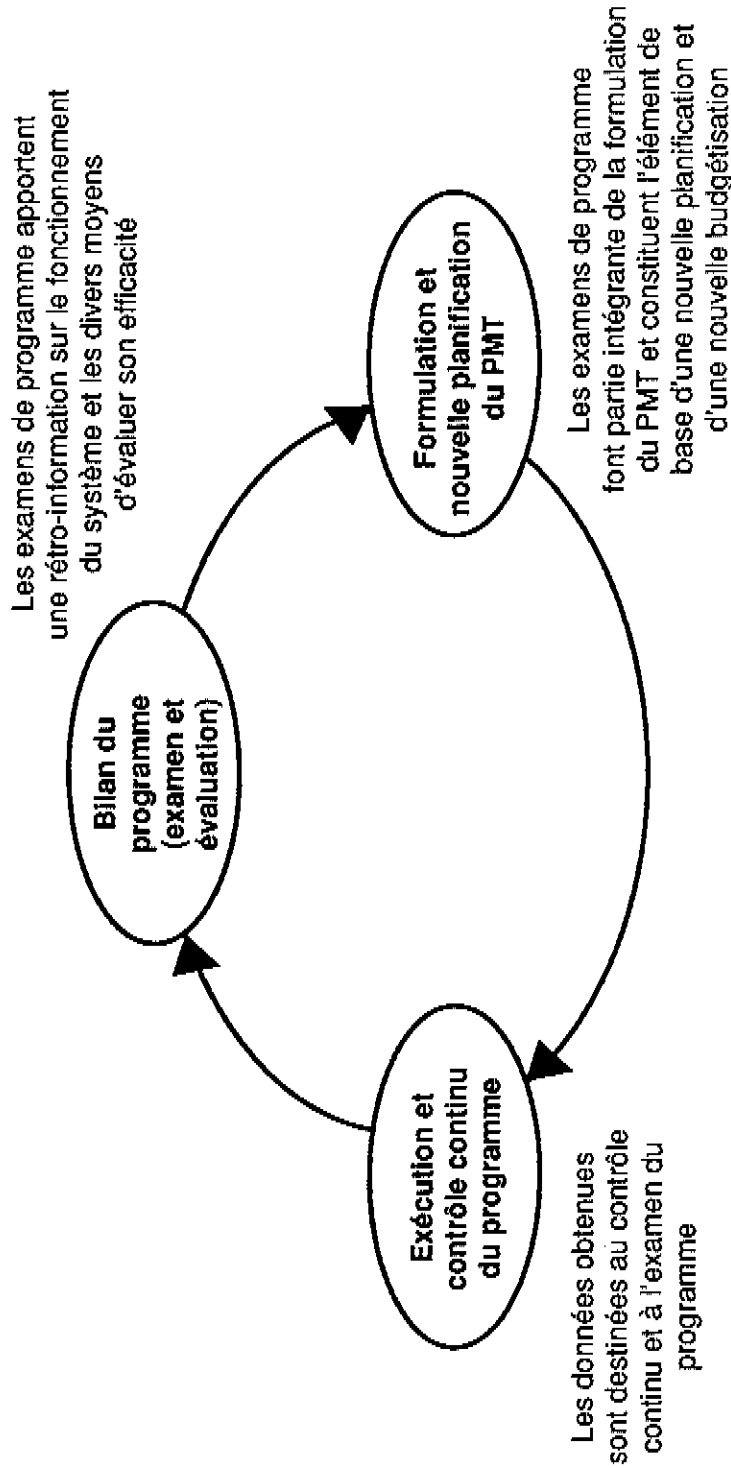 Les examens de programme apportent
une rétro-information sur le fonctionnement
du système et les divers moyens
d'évaluer son efficacité
Bilan du
programme
(examen et
évaluation)
Formulation et
nouvelle planification
du PMT
Les examens de programme
font partie intégrante de la formulation
du PMT et constituent l'élément de
base d'une nouvelle planification et
d'une nouvelle budgétisation
Exécution et
contrôle continu
du programme
Les données obtenues
sont destinées au contrôle
continu et à l'examen du
programme